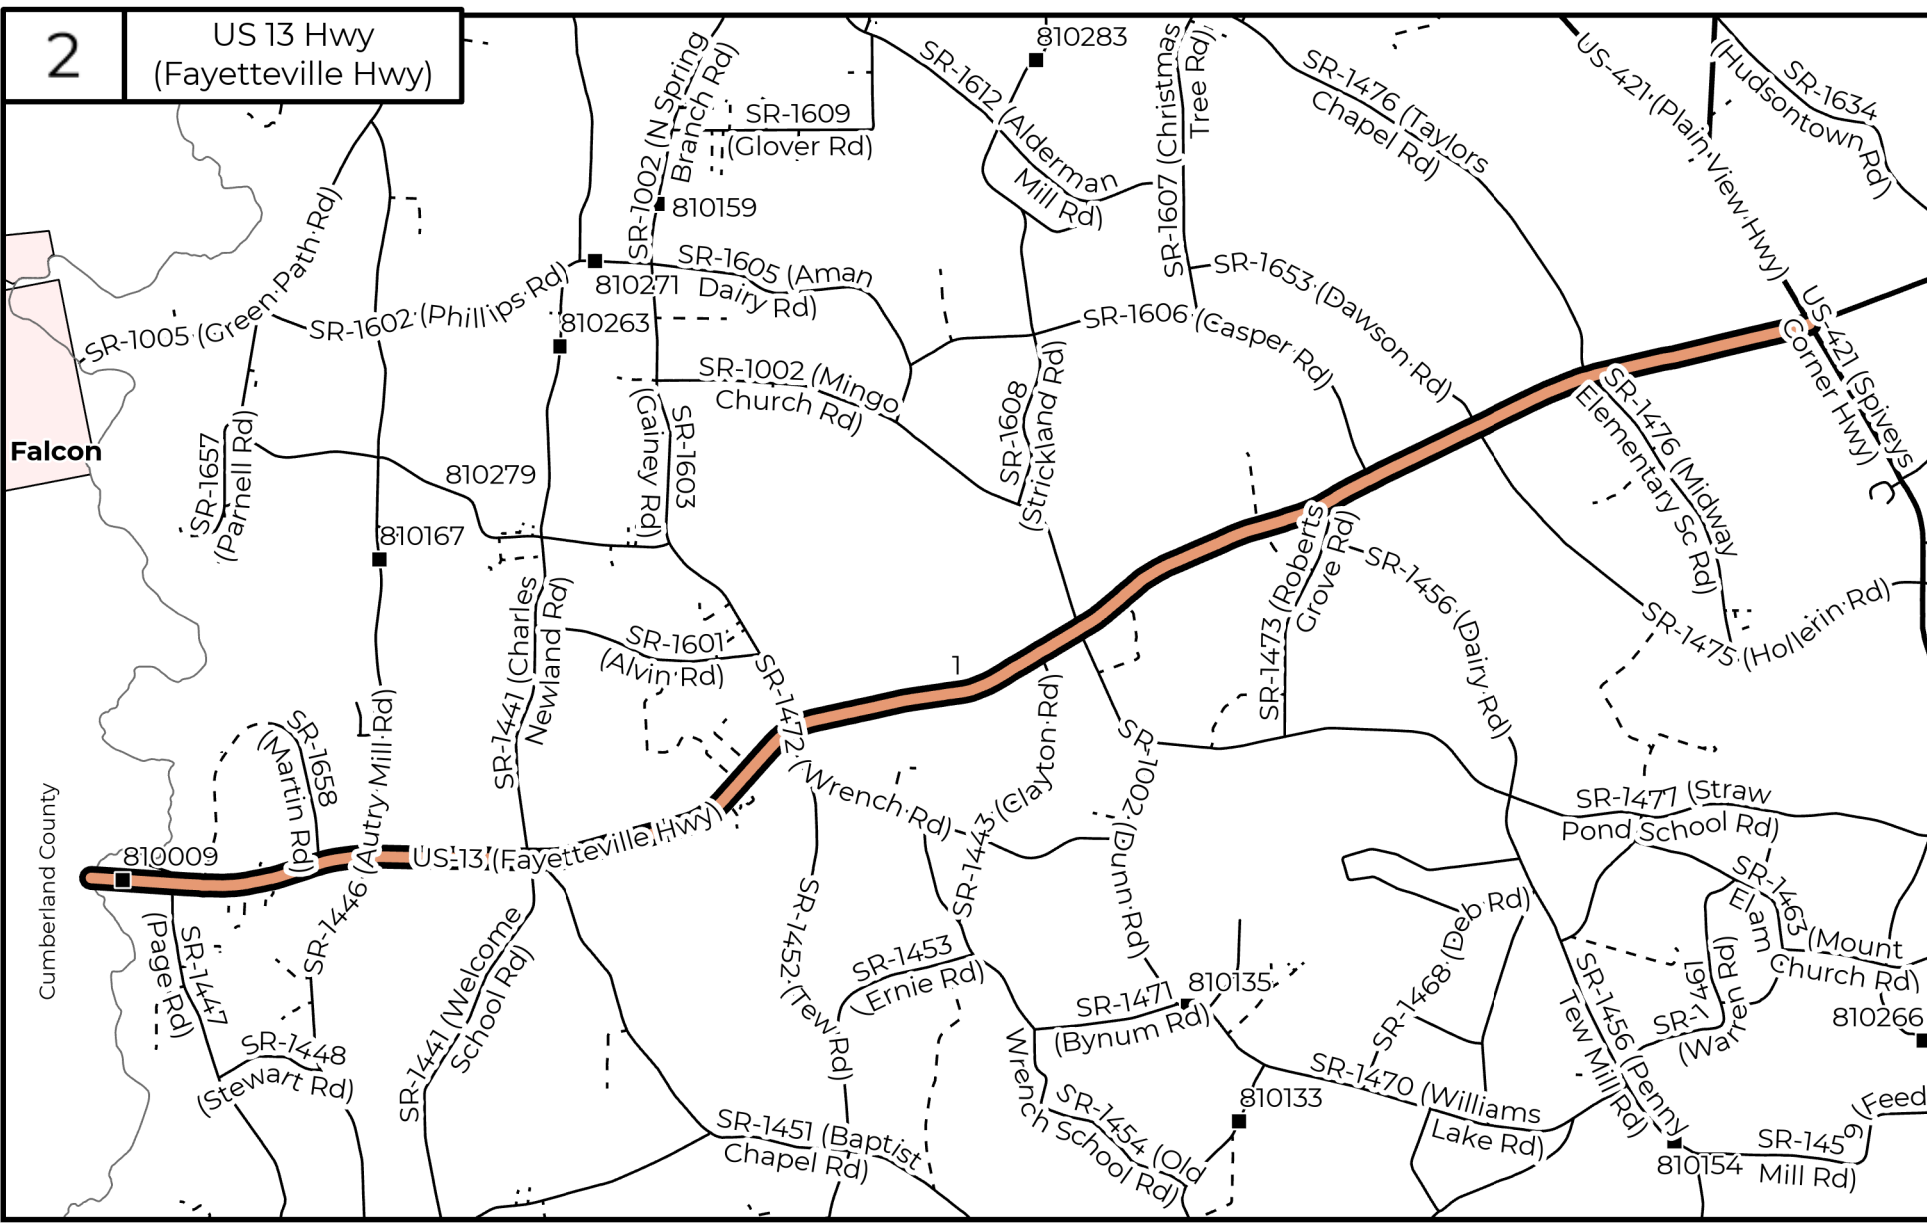 2
US 13 Hwy
(Fayetteville Hwy)
810283
SR-1612 (Alderman
Mill Rd)
SR-1002 (N Spring
Branch Rd)
SR-1609
(Glover Rd)
810159
SR-1607 (Christmas
Tree Rd)
SR-1476 (Taylors
Chapel Rd)
US-421 (Plain View Hwy)
SR-1634
(Hudsontown
Rd)
SR-1005 (Green Path Rd)
SR-1602 (Phillips Rd)
810271
SR-1605 (Aman
Dairy Rd)
810263
SR-1653 (Dawson Rd)
SR-1606 (Casper Rd)
SR-1002 (Mingo
Church Rd)
SR-1608
(Strickland Rd)
US-421 (Spiveys
Corner Hwy)
SR-1476 (Midway
Elementary Sc Rd)
Falcon
SR-1657
(Parnell Rd)
810279
SR-1603
(Gainey Rd)
810167
SR-1441 (Charles
Newland Rd)
SR-1601
(Alvin Rd)
SR-1473 (Roberts
Grove Rd)
SR-1456 (Dairy Rd)
SR-1475 (Hollerin Rd)
1
SR-1472 (Wrench Rd)
SR-1443 (Clayton Rd)
SR-1002 (Dunn Rd)
SR-1658
(Martin Rd)
SR-1446 (Autry Mill Rd)
Cumberland County
810009
US-13 (Fayetteville Hwy)
SR-1477 (Straw
Pond School Rd)
SR-1463 (Mount
Elam Church Rd)
SR-1447
(Page Rd)
SR-1448
(Stewart Rd)
SR-1441 (Welcome
School Rd)
SR-1452 (Tew Rd)
SR-1453
(Ernie Rd)
SR-1471
(Bynum Rd)
810135
SR-1468 (Deb Rd)
SR-1461
(Warren Rd)
810266
SR-1456 (Penny
Tew Mill Rd)
SR-1470 (Williams
Lake Rd)
810133
SR-1454 (Old
Wrench School Rd)
SR-1451 (Baptist
Chapel Rd)
810154
SR-1459 (Feed
Mill Rd)